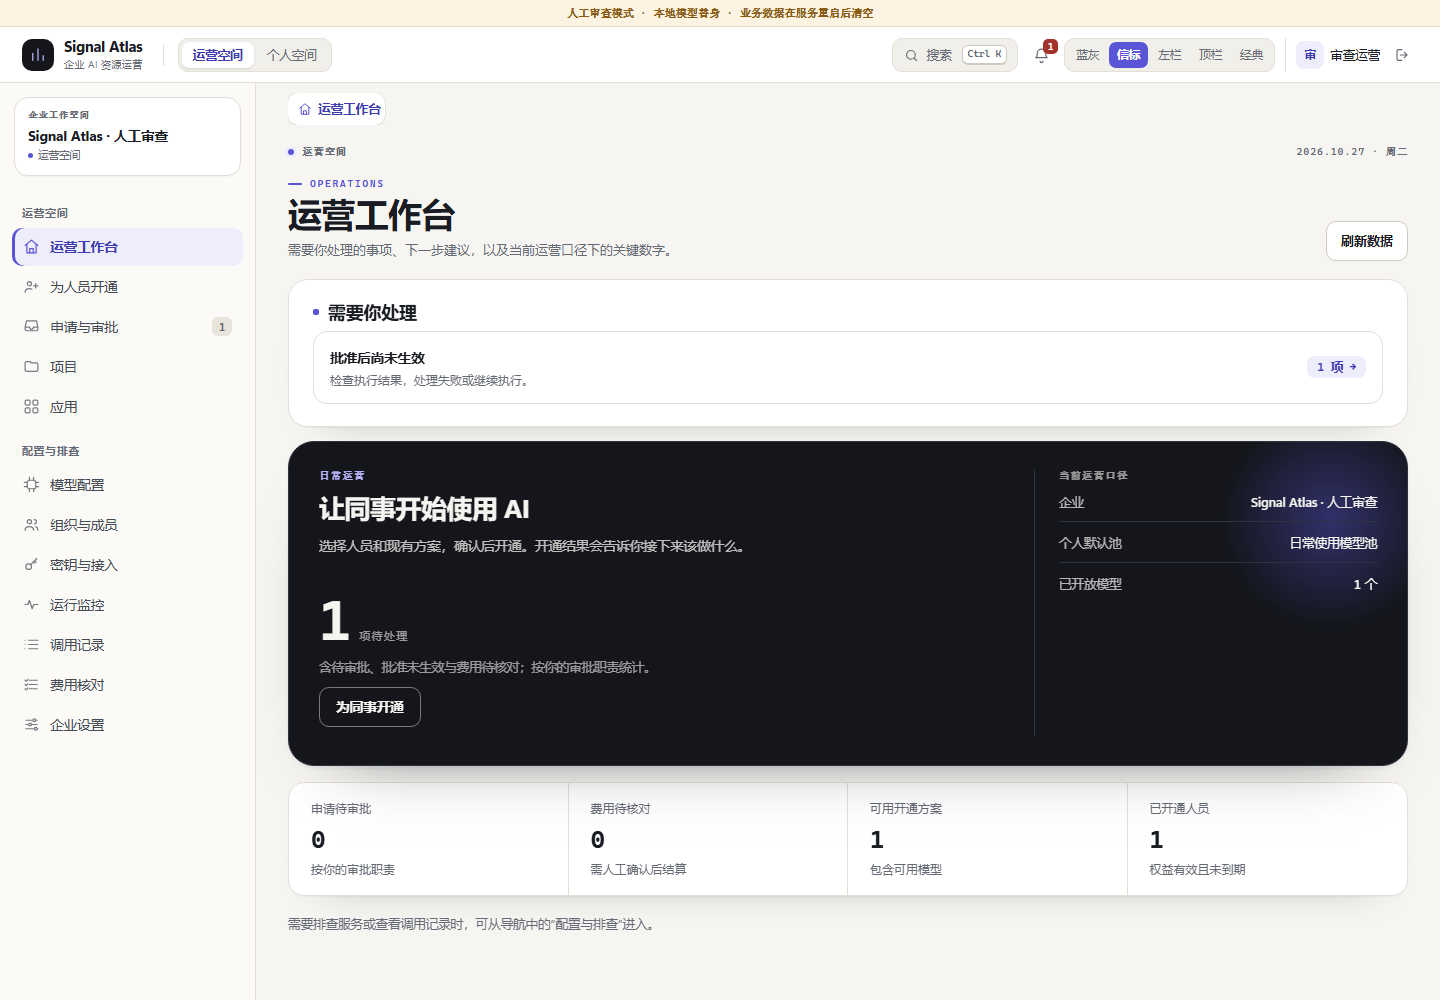 人工审查模式 · 本地模型替身 · 业务数据在服务重启后清空
Signal Atlas
企业 AI 资源运营
运营空间
个人空间
搜索
Ctrl K
1
蓝灰
信标
左栏
顶栏
经典
审
审查运营
企业工作空间
Signal Atlas · 人工审查
运营空间
运营空间
运营工作台
为人员开通
申请与审批
1
项目
应用
配置与排查
模型配置
组织与成员
密钥与接入
运行监控
调用记录
费用核对
企业设置
运营工作台
运营空间
2026.10.27 · 周二
OPERATIONS
运营工作台
需要你处理的事项、下一步建议，以及当前运营口径下的关键数字。
刷新数据
需要你处理
批准后尚未生效
检查执行结果，处理失败或继续执行。
1 项 →
日常运营
让同事开始使用 AI
选择人员和现有方案，确认后开通。开通结果会告诉你接下来该做什么。
1 项待处理
含待审批、批准未生效与费用待核对；按你的审批职责统计。
为同事开通
当前运营口径
企业
Signal Atlas · 人工审查
个人默认池
日常使用模型池
已开放模型
1 个
申请待审批
0
按你的审批职责
费用待核对
0
需人工确认后结算
可用开通方案
1
包含可用模型
已开通人员
1
权益有效且未到期
需要排查服务或查看调用记录时，可从导航中的“配置与排查”进入。